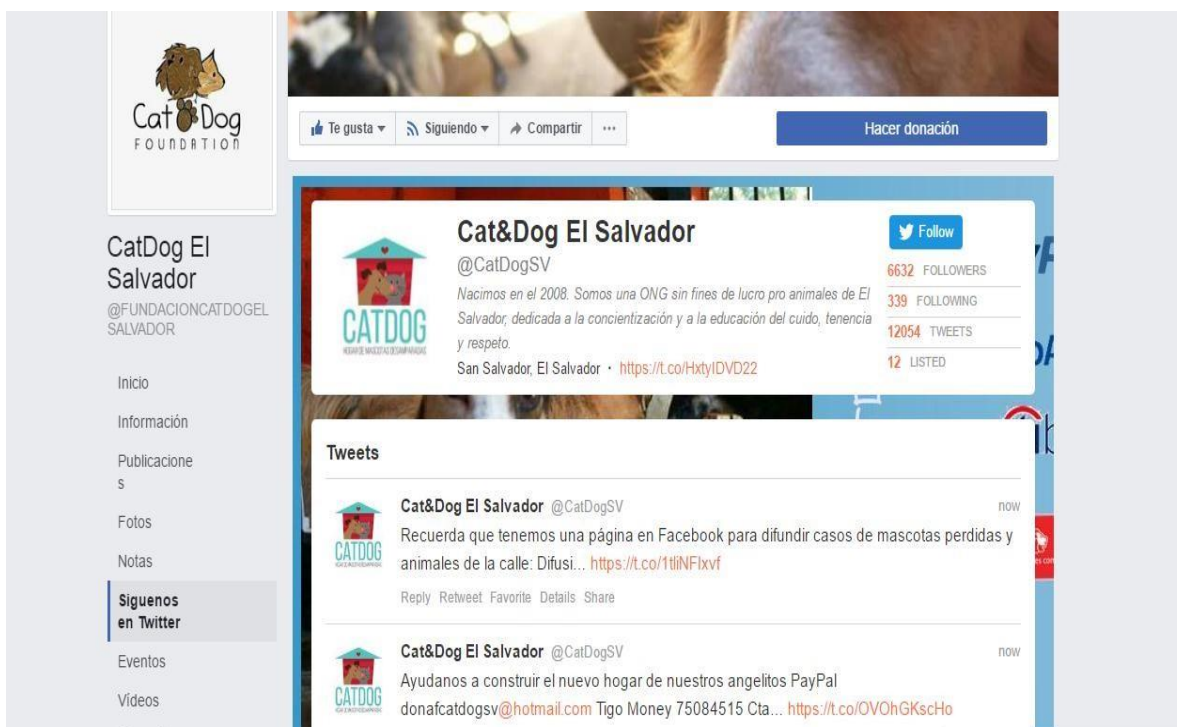 Cat Dog
FOUNDATION
Te gusta
Siguiendo
Compartir
Hacer donación
CatDog El
Salvador
@FUNDACIONCATDOGEL
SALVADOR
Inicio
Información
Publicacione
s
Fotos
Notas
Siguenos
en Twitter
Eventos
Vídeos
CATDOG
HOGAR DE MASCOTAS DESAMPARADAS
Cat&Dog El Salvador
@CatDogSV
Nacimos en el 2008. Somos una ONG sin fines de lucro pro animales de El
Salvador, dedicada a la concientización y a la educación del cuido, tenencia
y respeto.
San Salvador, El Salvador · https://t.co/HxtyIDVD22
Follow
6632 FOLLOWERS
339 FOLLOWING
12054 TWEETS
12 LISTED
Tweets
CATDOG
Cat&Dog El Salvador @CatDogSV now
Recuerda que tenemos una página en Facebook para difundir casos de mascotas perdidas y
animales de la calle: Difusi... https://t.co/1tliNFIxvf
Reply Retweet Favorite Details Share
CATDOG
Cat&Dog El Salvador @CatDogSV now
Ayudanos a construir el nuevo hogar de nuestros angelitos PayPal
donafcatdogsv@hotmail.com Tigo Money 75084515 Cta... https://t.co/OVOhGKscHo